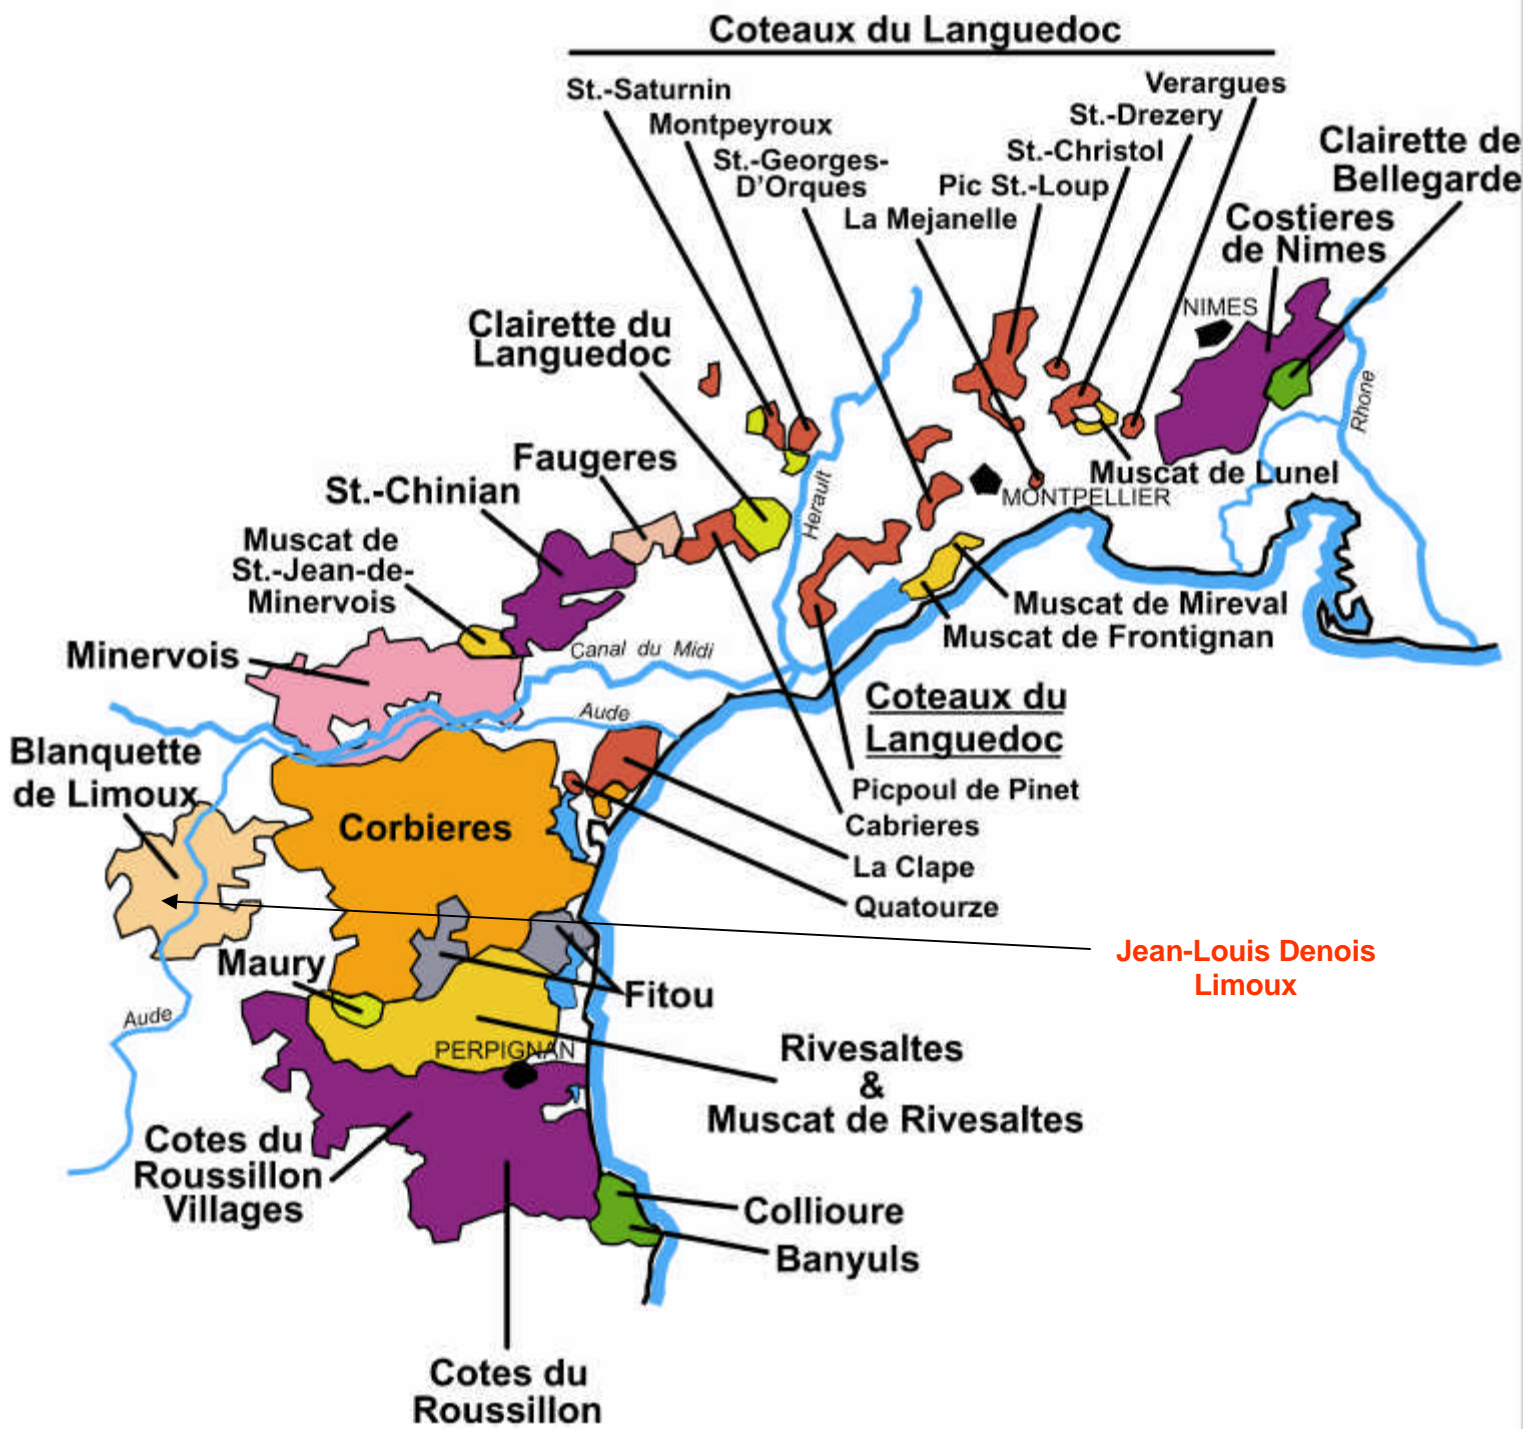 Coteaux du Languedoc
St.-Saturnin
Verargues
Montpeyroux
St.-Drezery
Clairette de
Bellegarde
St.-Georges-
D'Orques
St.-Christol
Pic St.-Loup
La Mejanelle
Costieres
de Nimes
NIMES
Clairette du
Languedoc
Rhone
Faugeres
Muscat de Lunel
MONTPELLIER
St.-Chinian
Herault
Muscat de
St.-Jean-de-
Minervois
Muscat de Mireval
Muscat de Frontignan
Minervois
Canal du Midi
Aude
Coteaux du
Languedoc
Blanquette
de Limoux
Picpoul de Pinet
Cabrieres
Corbieres
La Clape
Quatourze
Jean-Louis Denois
Limoux
Maury
Fitou
Aude
PERPIGNAN
Rivesaltes
&
Muscat de Rivesaltes
Cotes du
Roussillon
Villages
Collioure
Banyuls
Cotes du
Roussillon